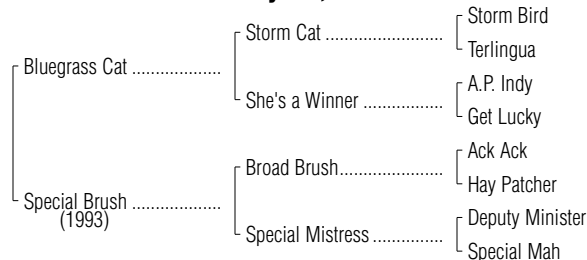 Storm Bird
Storm Cat .......................
Terlingua
Bluegrass Cat ..................
A.P. Indy
She's a Winner ................
Get Lucky
Ack Ack
Broad Brush.....................
Hay Patcher
Special Brush ..................
(1993)
Deputy Minister
Special Mistress ..............
Special Mah